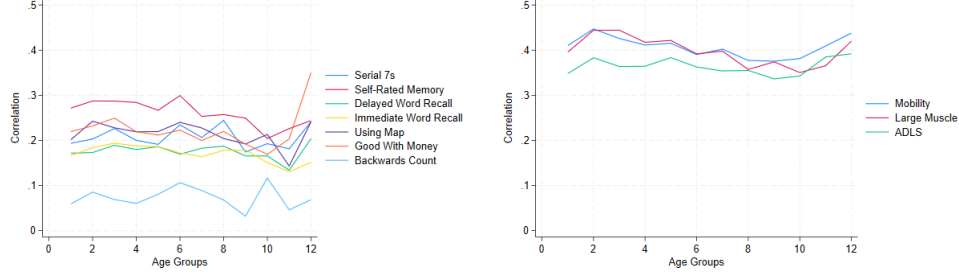 .5
.4
.3
.2
.1
0
Correlation
0 2 4 6 8 10 12
Age Groups
Serial 7s
Self-Rated Memory
Delayed Word Recall
Immediate Word Recall
Using Map
Good With Money
Backwards Count
.5
.4
.3
.2
.1
0
Correlation
0 2 4 6 8 10 12
Age Groups
Mobility
Large Muscle
ADLS